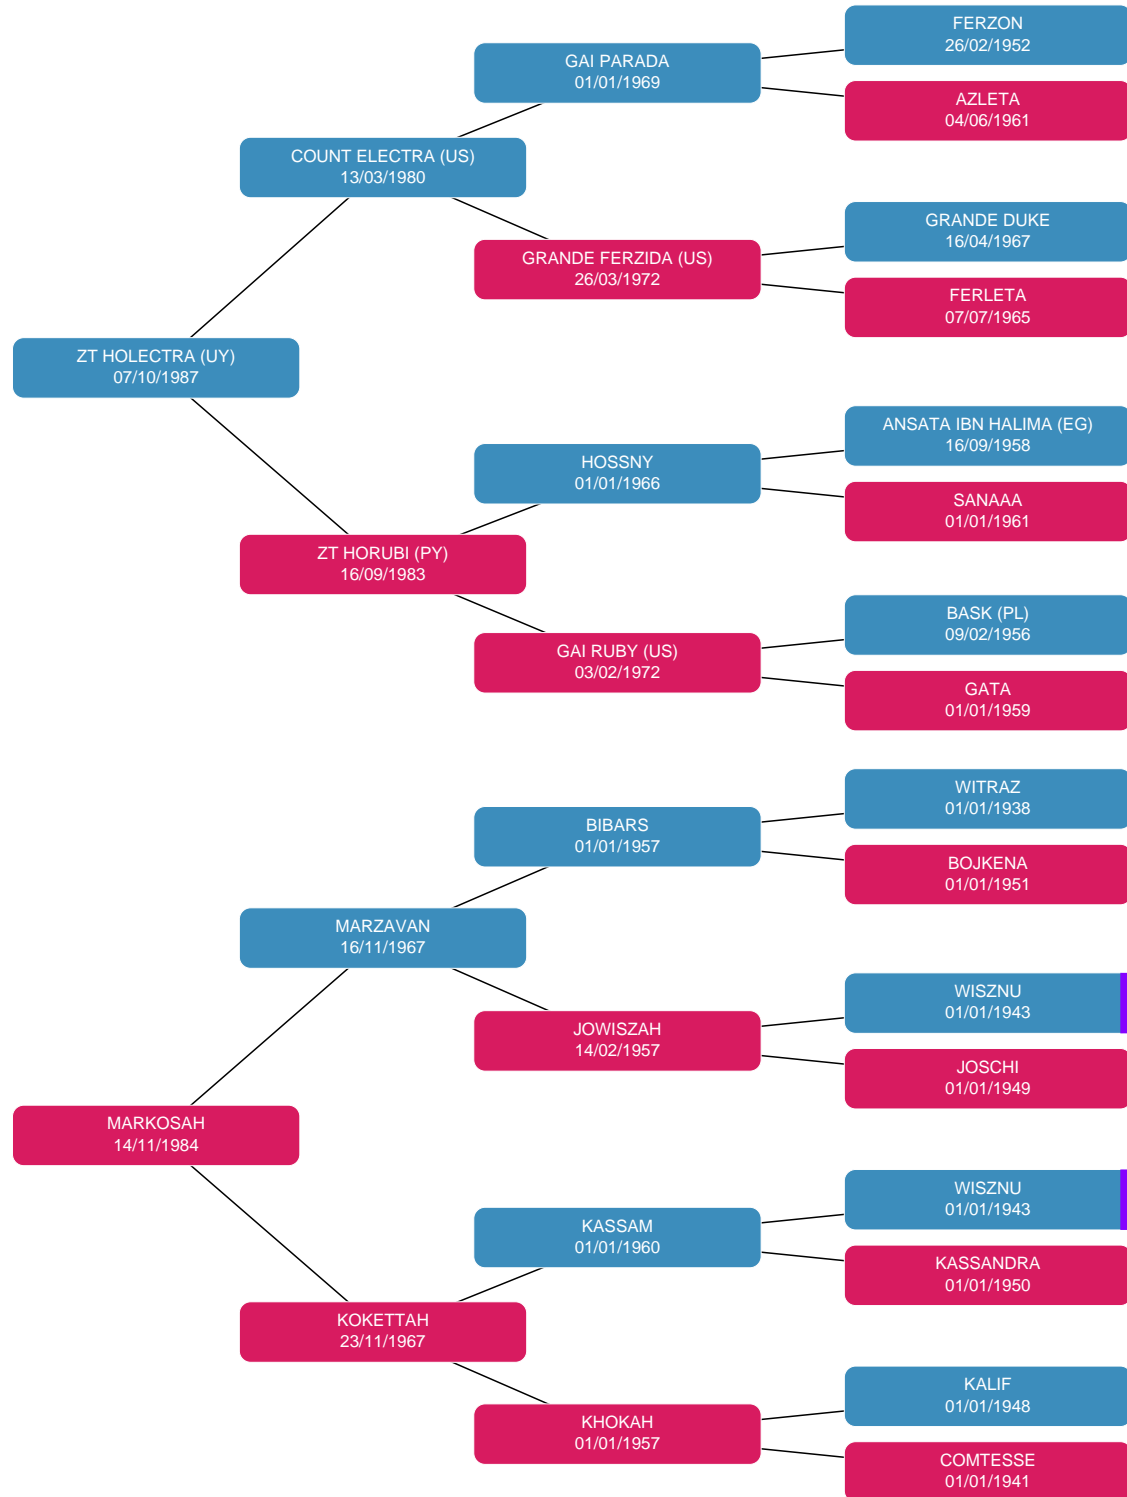 FERZON
26/02/1952
GAI PARADA
01/01/1969
AZLETA
04/06/1961
COUNT ELECTRA (US)
13/03/1980
GRANDE DUKE
16/04/1967
GRANDE FERZIDA (US)
26/03/1972
FERLETA
07/07/1965
ZT HOLECTRA (UY)
07/10/1987
ANSATA IBN HALIMA (EG)
16/09/1958
HOSSNY
01/01/1966
SANAAA
01/01/1961
ZT HORUBI (PY)
16/09/1983
BASK (PL)
09/02/1956
GAI RUBY (US)
03/02/1972
GATA
01/01/1959
WITRAZ
01/01/1938
BIBARS
01/01/1957
BOJKENA
01/01/1951
MARZAVAN
16/11/1967
WISZNU
01/01/1943
JOWISZAH
14/02/1957
JOSCHI
01/01/1949
MARKOSAH
14/11/1984
WISZNU
01/01/1943
KASSAM
01/01/1960
KASSANDRA
01/01/1950
KOKETTAH
23/11/1967
KALIF
01/01/1948
KHOKAH
01/01/1957
COMTESSE
01/01/1941